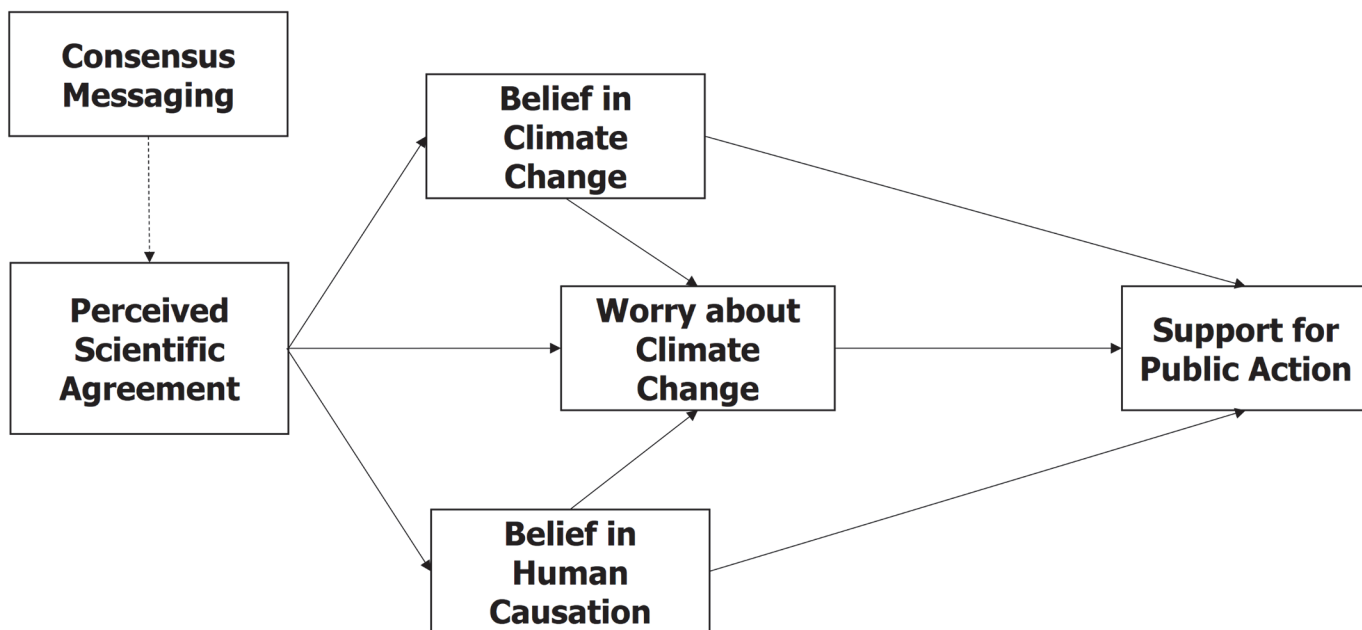 Consensus
Messaging
Belief in
Climate
Change
Perceived
Scientific
Agreement
Worry about
Climate
Change
Support for
Public Action
Belief in
Human
Causation